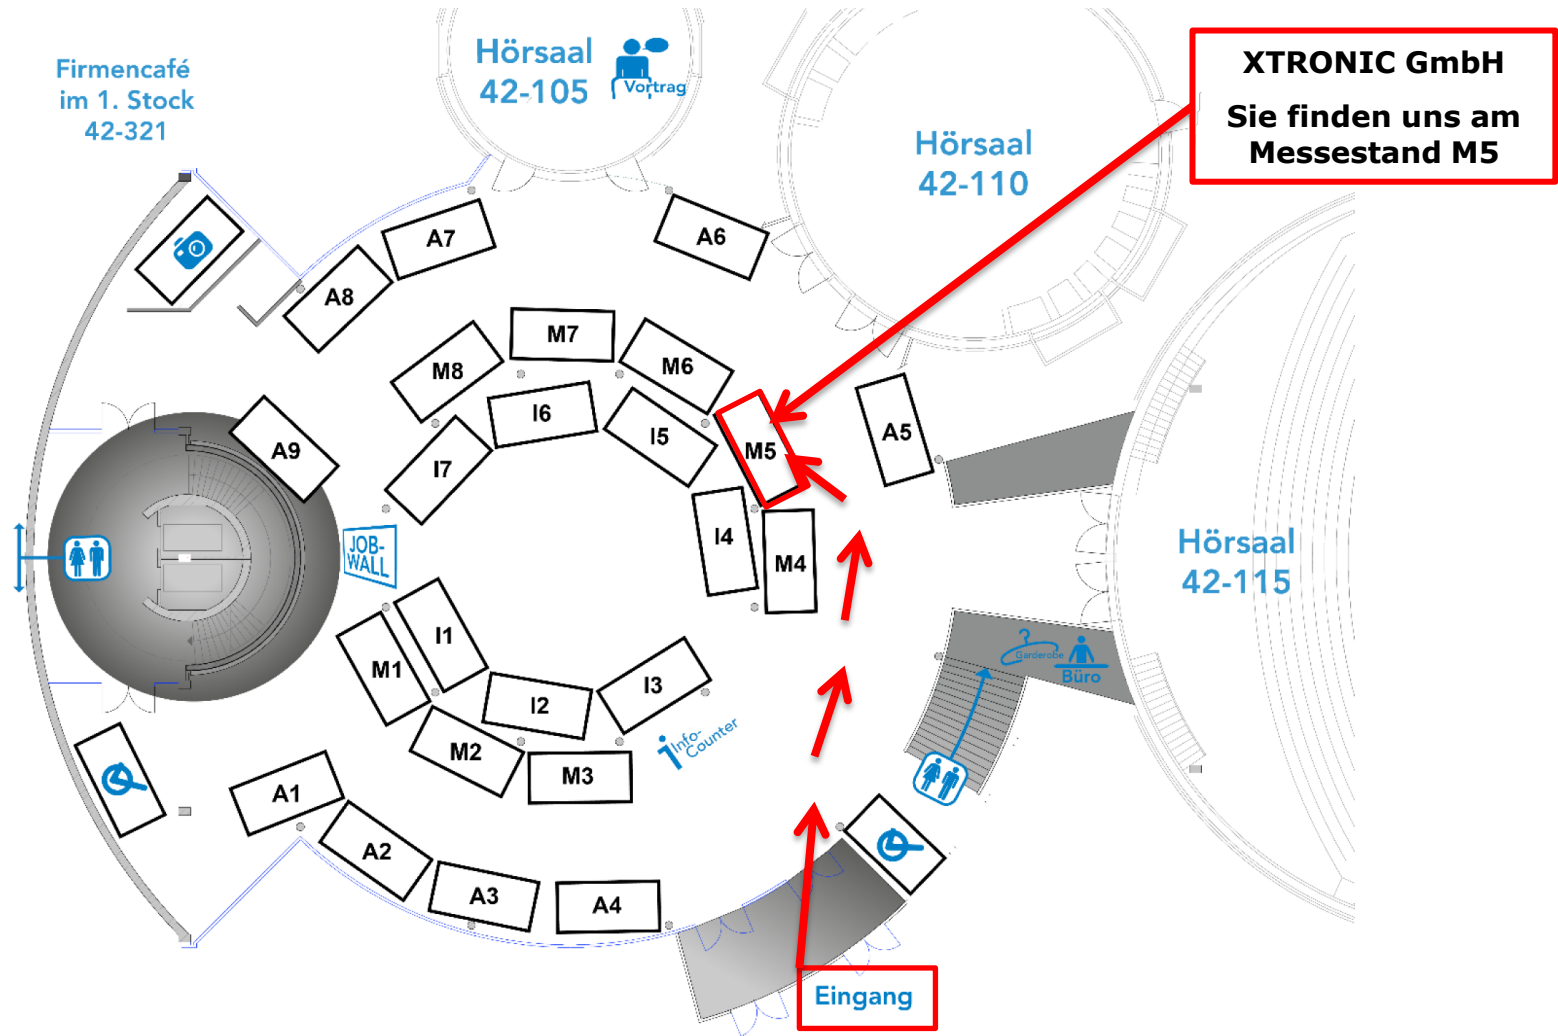 XTRONIC GmbH
Sie finden uns am
Messestand M5
Firmencafé
im 1. Stock
42-321
Hörsaal
42-105
Vortrag
Hörsaal
42-110
A7
A6
A8
M7
M6
M8
I6
I5
M5
A5
A9
I7
I4
M4
JOB-
WALL
Hörsaal
42-115
I1
M1
I2
I3
M2
M3
Info-
Counter
Garderobe
Büro
A1
A2
A3
A4
Eingang